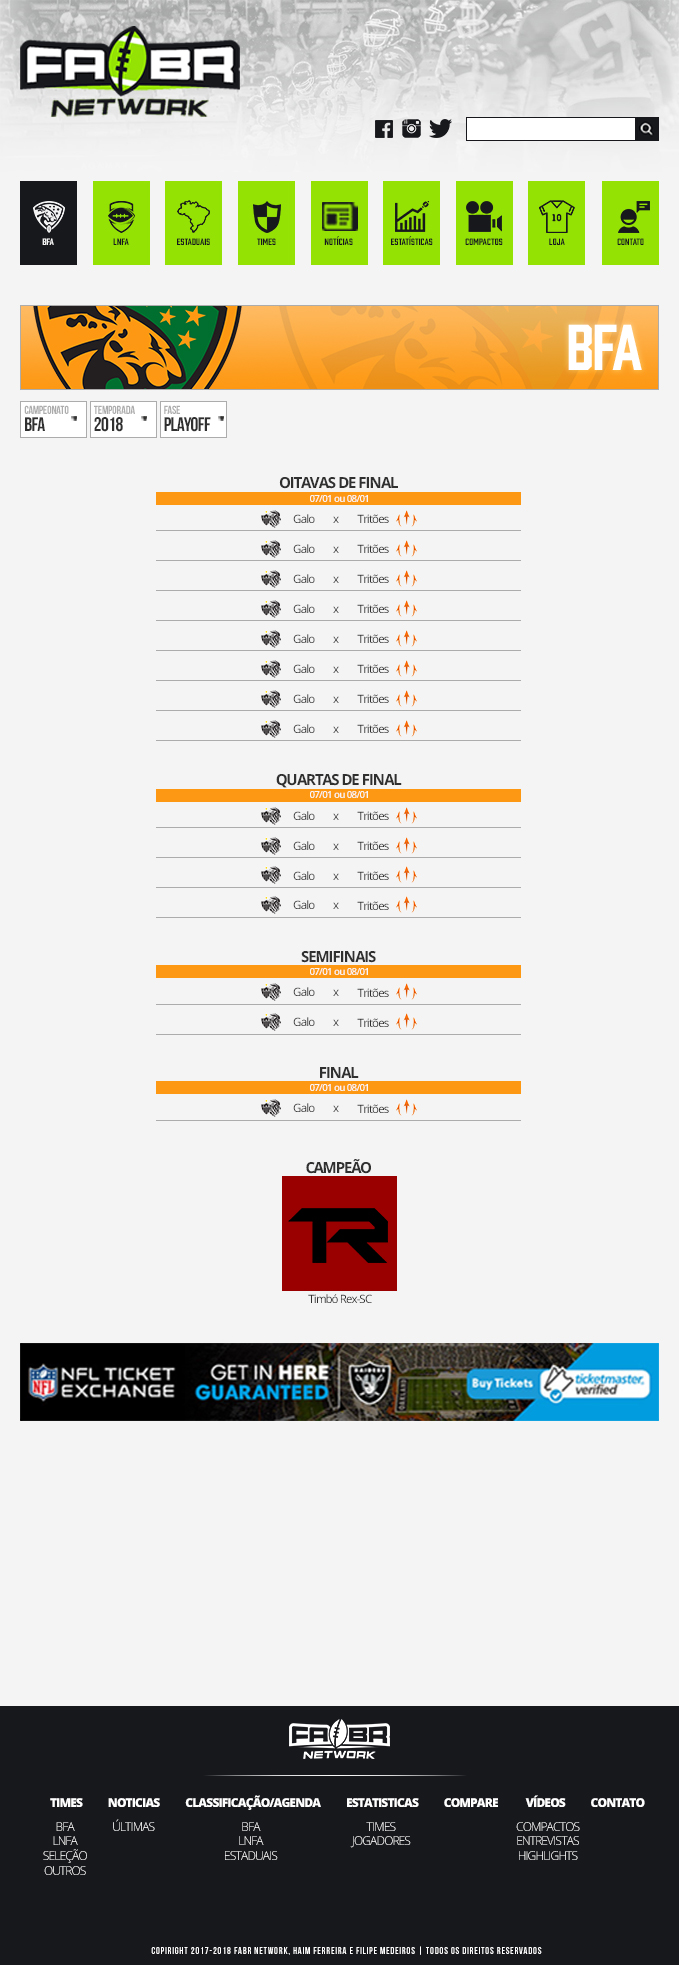 FABR
NETWORK
BFA
LNFA
ESTADUAIS
TIMES
NOTÍCIAS
ESTATÍSTICAS
COMPACTOS
10
LOJA
CONTATO
BFA
CAMPEONATO TEMPORADA FASE
BFA 2018 PLAYOFF
OITAVAS DE FINAL
07/01 ou 08/01
Galo x Tritões
Galo x Tritões
Galo x Tritões
Galo x Tritões
Galo x Tritões
Galo x Tritões
Galo x Tritões
Galo x Tritões
QUARTAS DE FINAL
07/01 ou 08/01
Galo x Tritões
Galo x Tritões
Galo x Tritões
Galo x Tritões
SEMIFINAIS
07/01 ou 08/01
Galo x Tritões
Galo x Tritões
FINAL
07/01 ou 08/01
Galo x Tritões
CAMPEÃO
TR
Timbó Rex-SC
NFL
NFL TICKET
EXCHANGE
GET IN HERE
GUARANTEED
RAIDERS
Buy Tickets
ticketmaster
verified
FABR
NETWORK
TIMES NOTICIAS CLASSIFICAÇÃO/AGENDA ESTATISTICAS COMPARE VÍDEOS CONTATO
BFA ÚLTIMAS BFA TIMES COMPACTOS
LNFA LNFA JOGADORES ENTREVISTAS
SELEÇÃO ESTADUAIS HIGHLIGHTS
OUTROS
COPIRIGHT 2017-2018 FABR NETWORK, HAIM FERREIRA E FILIPE MEDEIROS | TODOS OS DIREITOS RESERVADOS